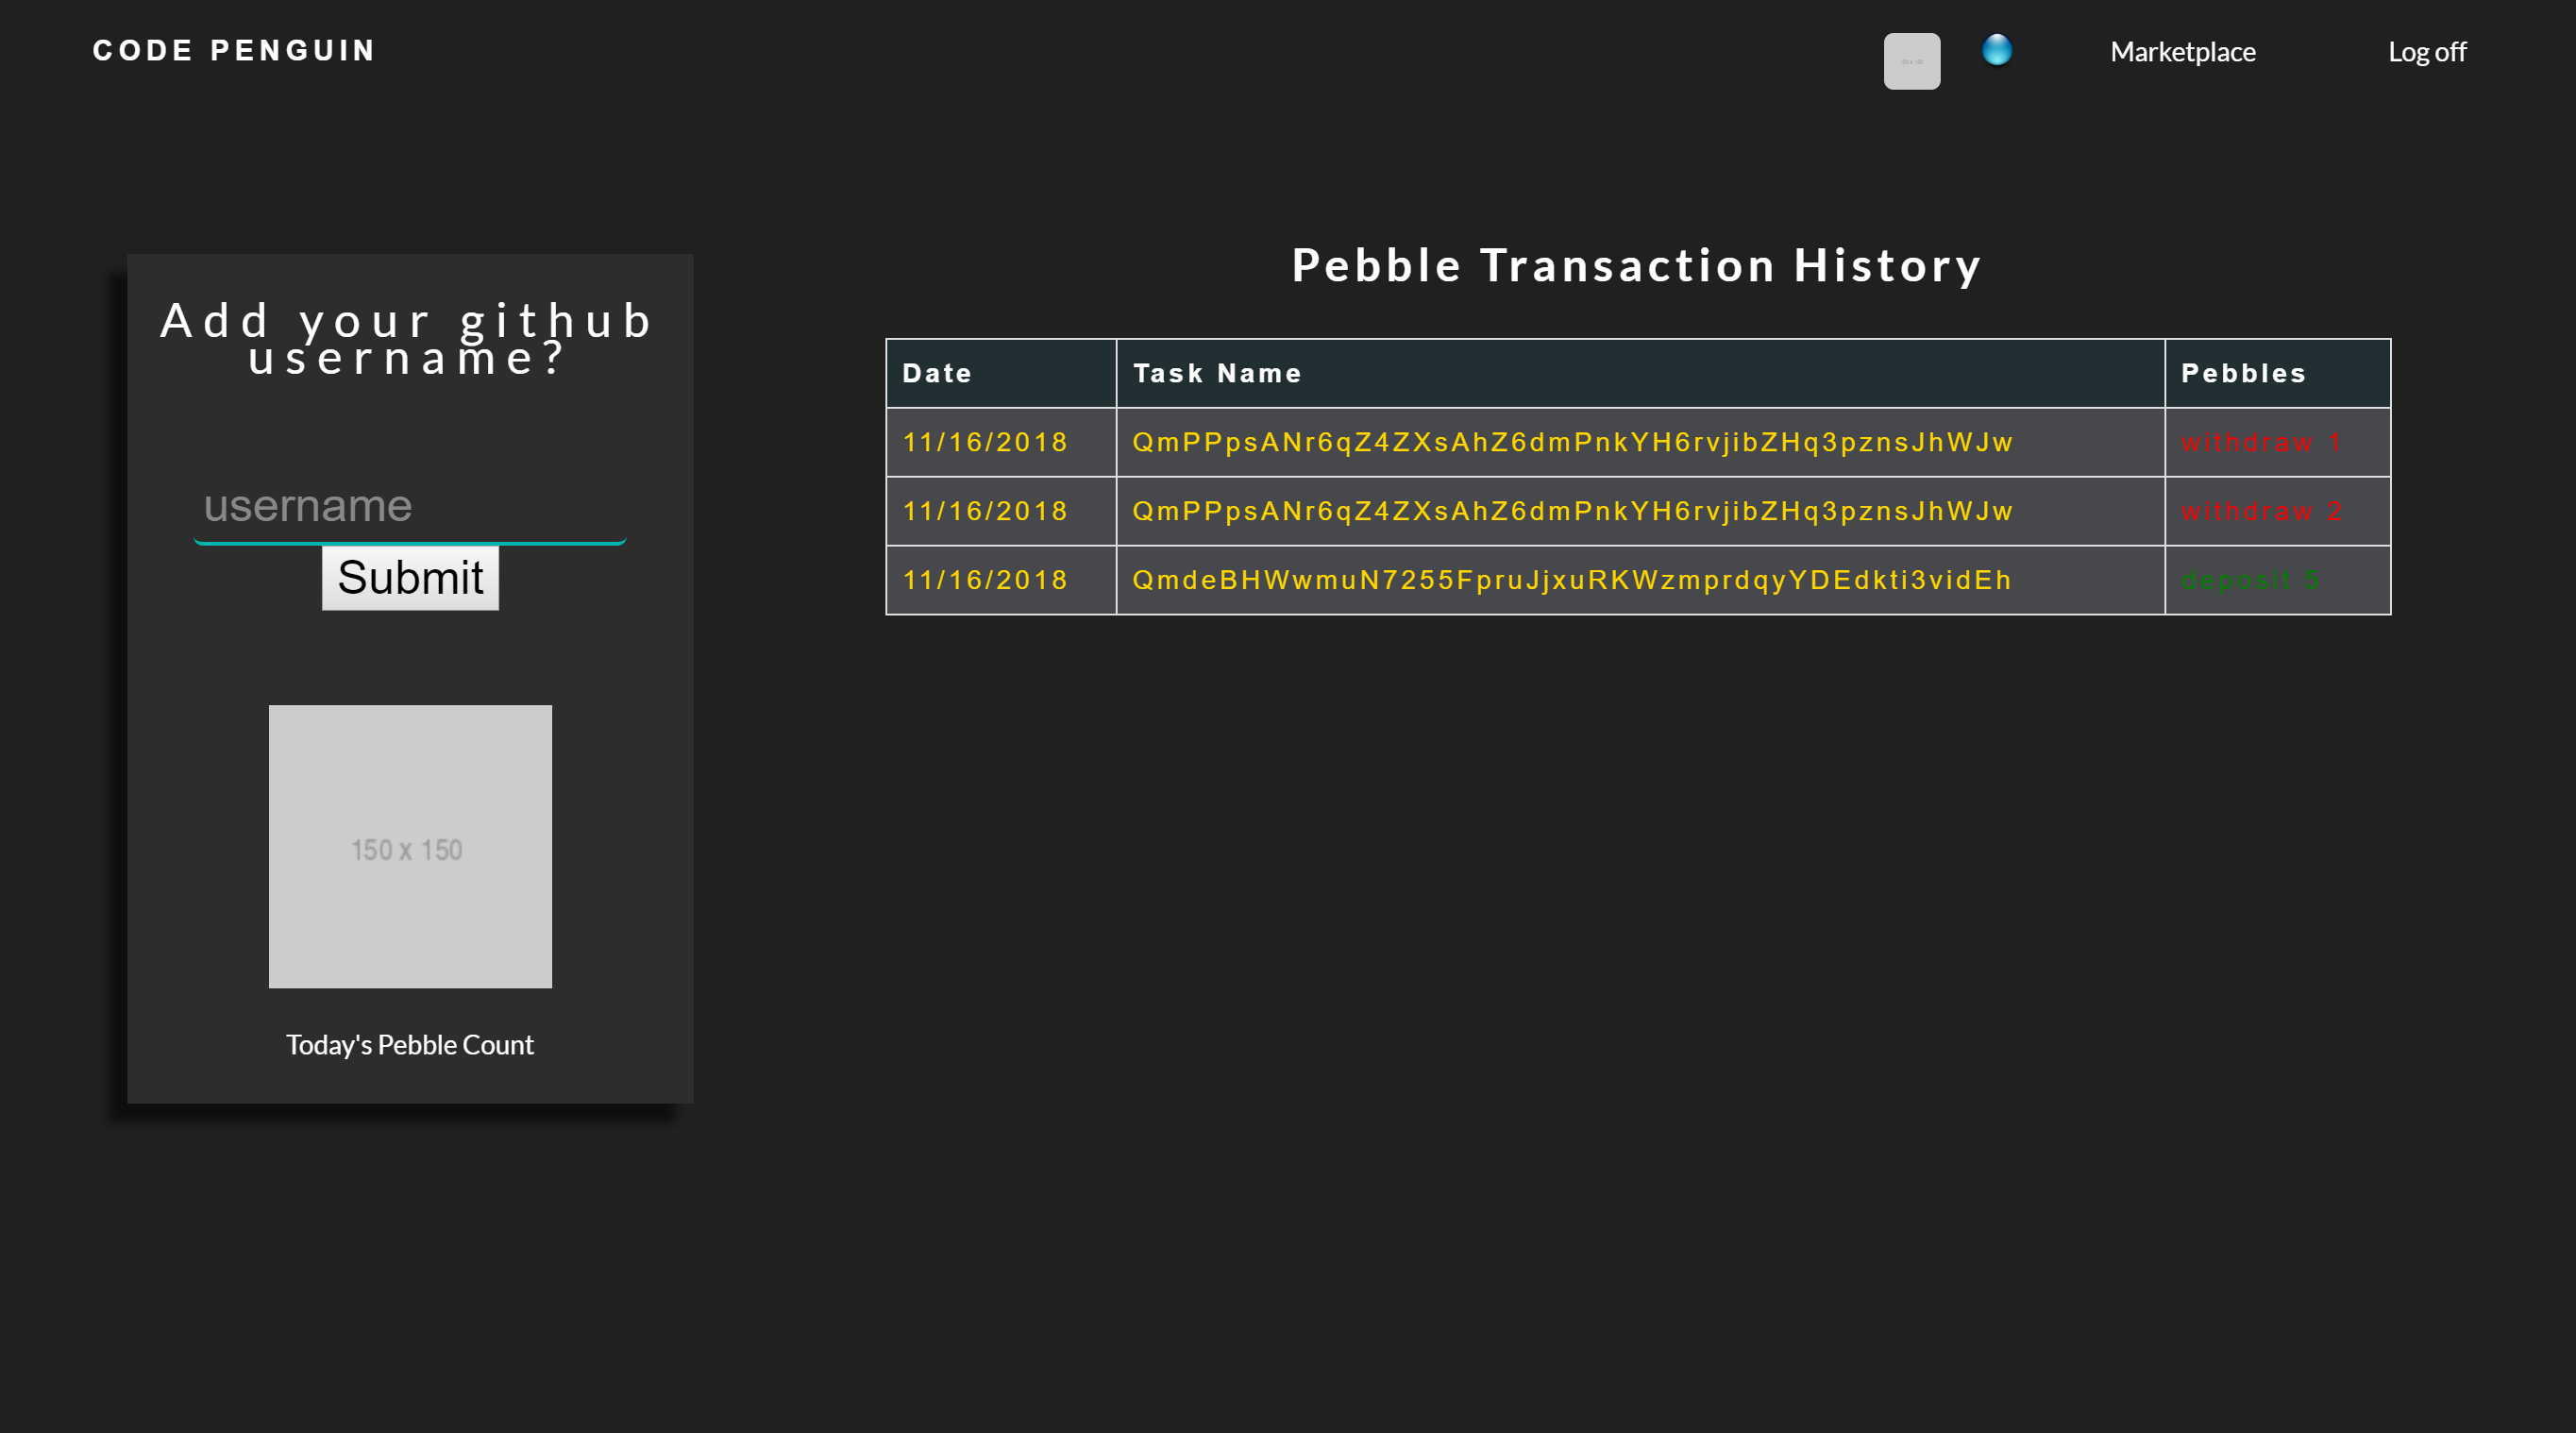 CODE PENGUIN
Marketplace
Log off
Add your github
username?
username
Submit
150 x 150
Today's Pebble Count
Pebble Transaction History
Date Task Name Pebbles
11/16/2018 QmPPpsANr6qZ4ZXsAhZ6dmPnkYH6rvjibZHq3pznsJhWJw withdraw 1
11/16/2018 QmPPpsANr6qZ4ZXsAhZ6dmPnkYH6rvjibZHq3pznsJhWJw withdraw 2
11/16/2018 QmdeBHWwmuN7255FpruJjxuRKWzmprdqyYDEdkti3vidEh deposit 5